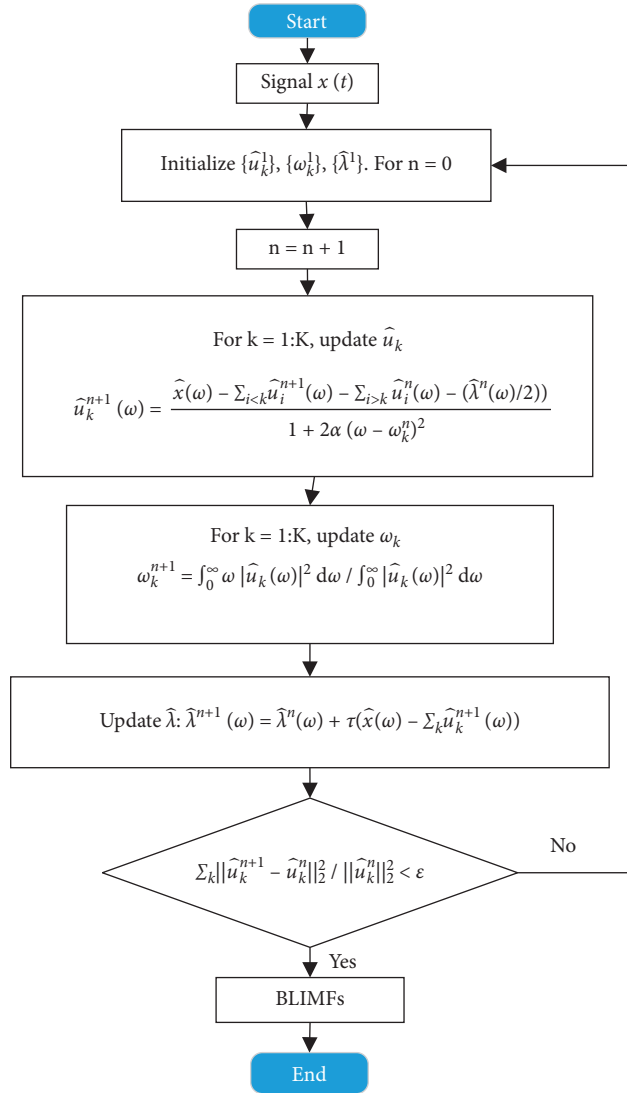 Start
Signal x (t)
Initialize {û_k^1}, {ω_k^1}, {λ̂^1}. For n = 0
n = n + 1
For k = 1:K, update û_k
û_k^{n+1} (ω) = (x̂(ω) − Σ_{i<k} û_i^{n+1}(ω) − Σ_{i>k} û_i^n(ω) − (λ̂^n(ω)/2)) ) / 1 + 2α (ω − ω_k^n)^2
For k = 1:K, update ω_k
ω_k^{n+1} = ∫_0^∞ ω |û_k(ω)|^2 dω / ∫_0^∞ |û_k(ω)|^2 dω
Update λ̂: λ̂^{n+1} (ω) = λ̂^n(ω) + τ(x̂(ω) − Σ_k û_k^{n+1} (ω))
Σ_k||û_k^{n+1} − û_k^n||_2^2 / ||û_k^n||_2^2 < ε
No
Yes
BLIMFs
End